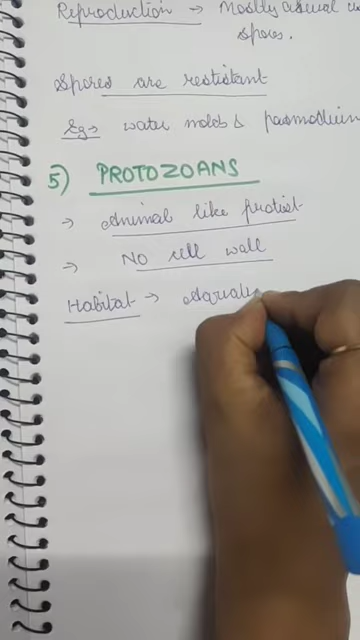 Reproduction → Mostly asexual
spores.
Spores are resistant
Eg → water molds & 
5) PROTOZOANS
→ Animal like protist
→ No cell wall
Habitat → Aquati